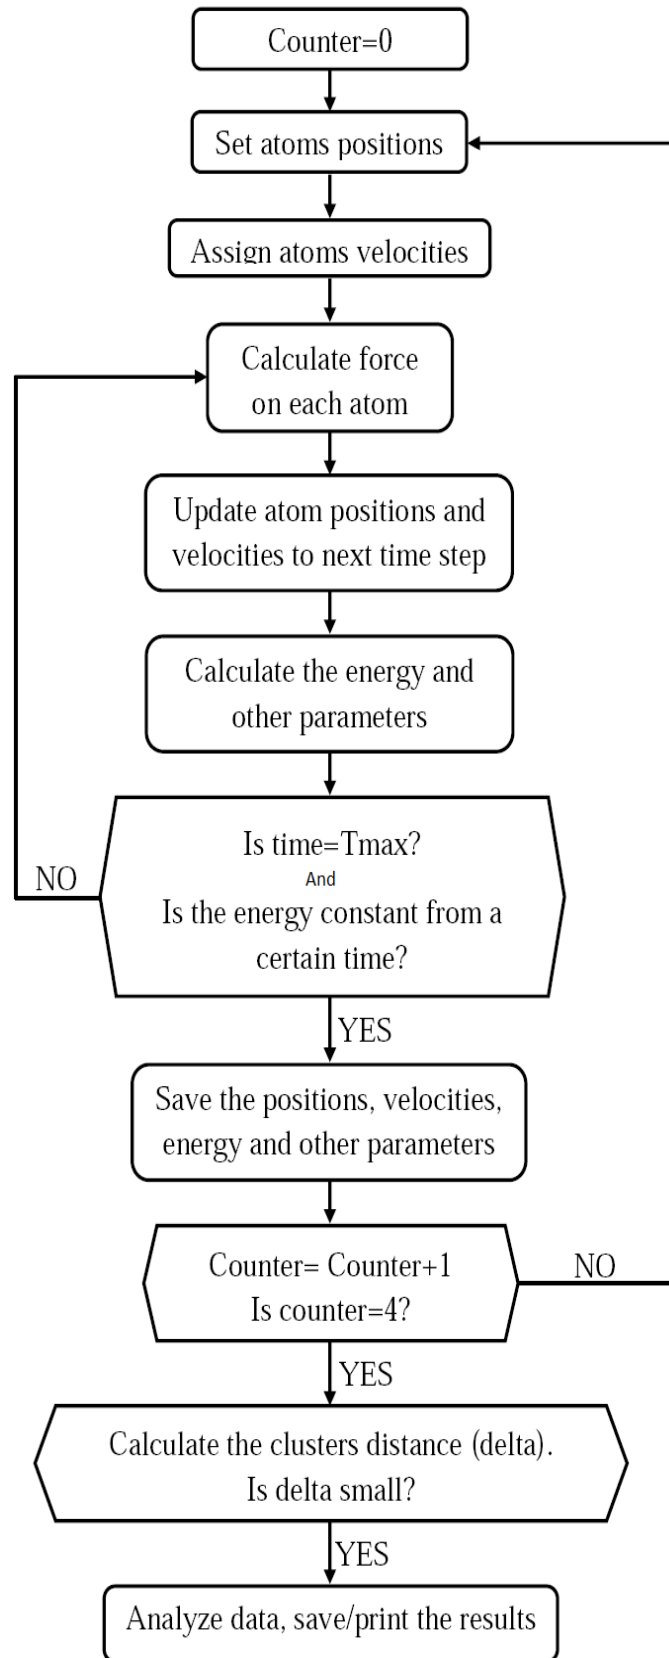 Counter=0
Set atoms positions
Assign atoms velocities
Calculate force
on each atom
Update atom positions and
velocities to next time step
Calculate the energy and
other parameters
Is time=Tmax?
And
Is the energy constant from a
certain time?
NO
YES
Save the positions, velocities,
energy and other parameters
Counter= Counter+1
Is counter=4?
NO
YES
Calculate the clusters distance (delta).
Is delta small?
YES
Analyze data, save/print the results